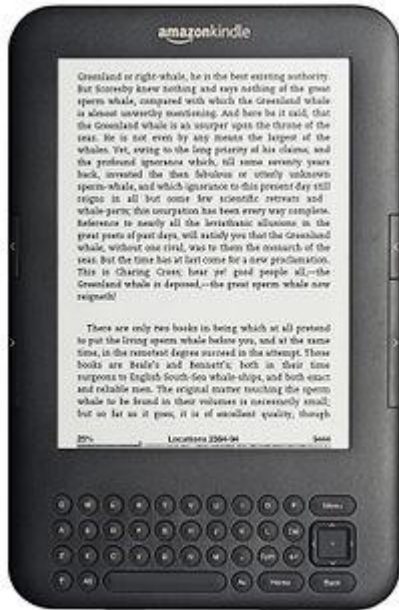 amazonkindle
Greenland or right-whale, he is the best existing authority.
But Scoresby knew nothing and says nothing of the great
sperm whale, compared with which the Greenland whale
is almost unworthy mentioning. And here be it said, that
the Greenland whale is an usurper upon the throne of the
seas. He is not even by any means the largest of the
whales. Yet, owing to the long priority of his claims, and
the profound ignorance which, till some seventy years
back, invested the then fabulous or utterly unknown
sperm-whale, and which ignorance to this present day still
reigns in all but some few scientific retreats and
whale-ports; this usurpation has been every way complete.
Reference to nearly all the leviathanic allusions in the
great poets of past days, will satisfy you that the Greenland
whale, without one rival, was to them the monarch of the
seas. But the time has at last come for a new proclamation.
This is Charing Cross; hear ye! good people all,—the
Greenland whale is deposed,—the great sperm whale now
reigneth!
There are only two books in being which at all pretend
to put the living sperm whale before you, and at the same
time, in the remotest degree succeed in the attempt. Those
books are Beale's and Bennett's; both in their time
surgeons to English South-Sea whale-ships, and both exact
and reliable men. The original matter touching the sperm
whale to be found in their volumes is necessarily small;
but so far as it goes, it is of excellent quality, though
25% Locations 2364-94 9444
Q W E R T Y U I O P Menu
A S D F G H J K L Del
Z X C V B N M . Sym
Alt Aa Home Back